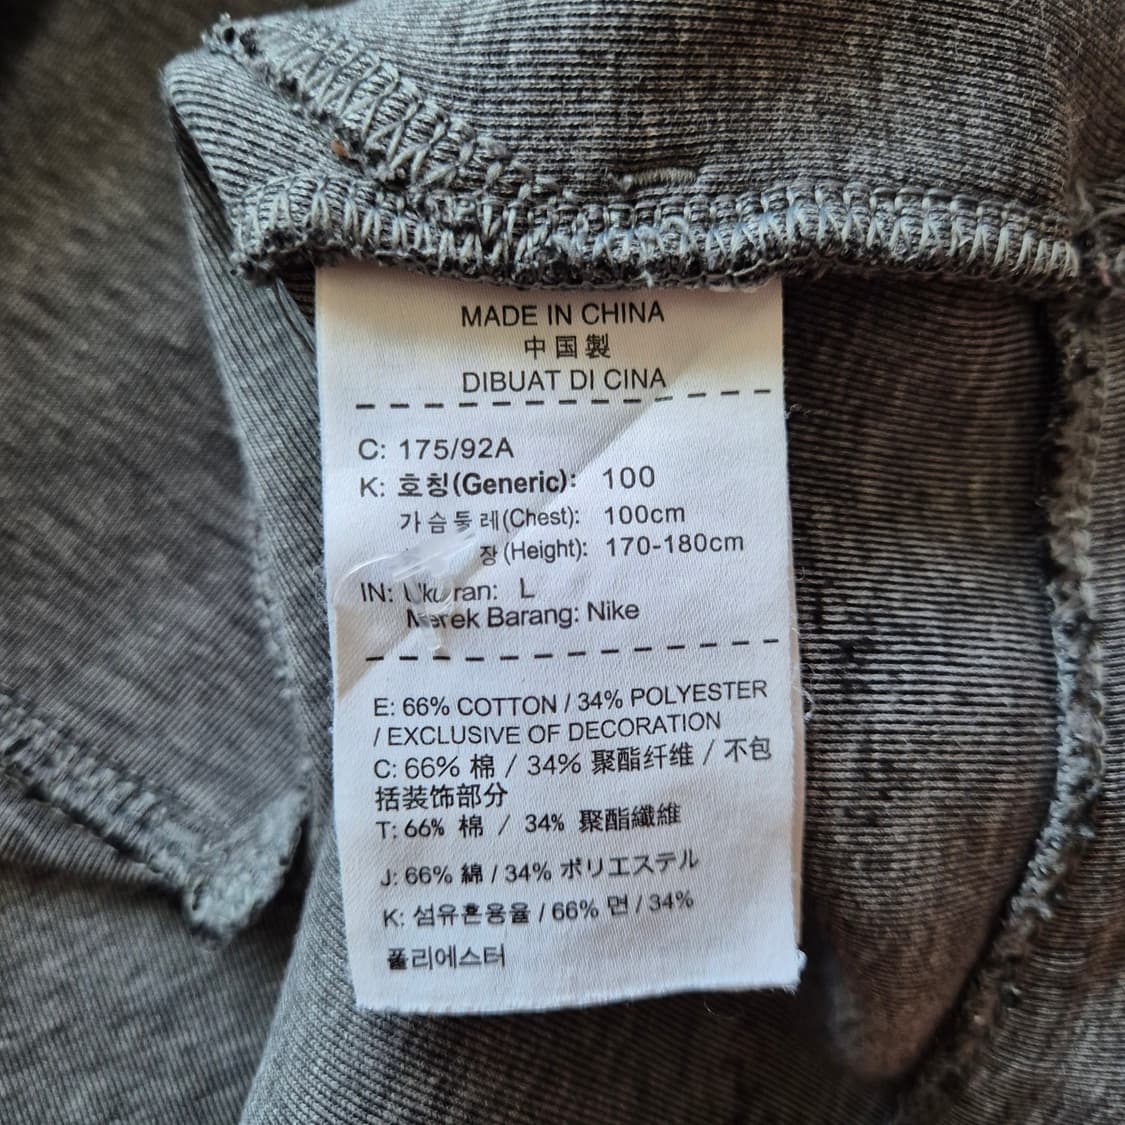 MADE IN CHINA
中国製
DIBUAT DI CINA
C: 175/92A
K: 호칭(Generic): 100
가슴둘레(Chest): 100cm
장(Height): 170-180cm
IN: Ukuran: L
Merek Barang: Nike
E: 66% COTTON / 34% POLYESTER
/ EXCLUSIVE OF DECORATION
C: 66% 棉 / 34% 聚酯纤维 / 不包
括装饰部分
T: 66% 棉 / 34% 聚酯纖維
J: 66% 綿 / 34% ポリエステル
K: 섬유혼용율 / 66% 면 / 34%
폴리에스터